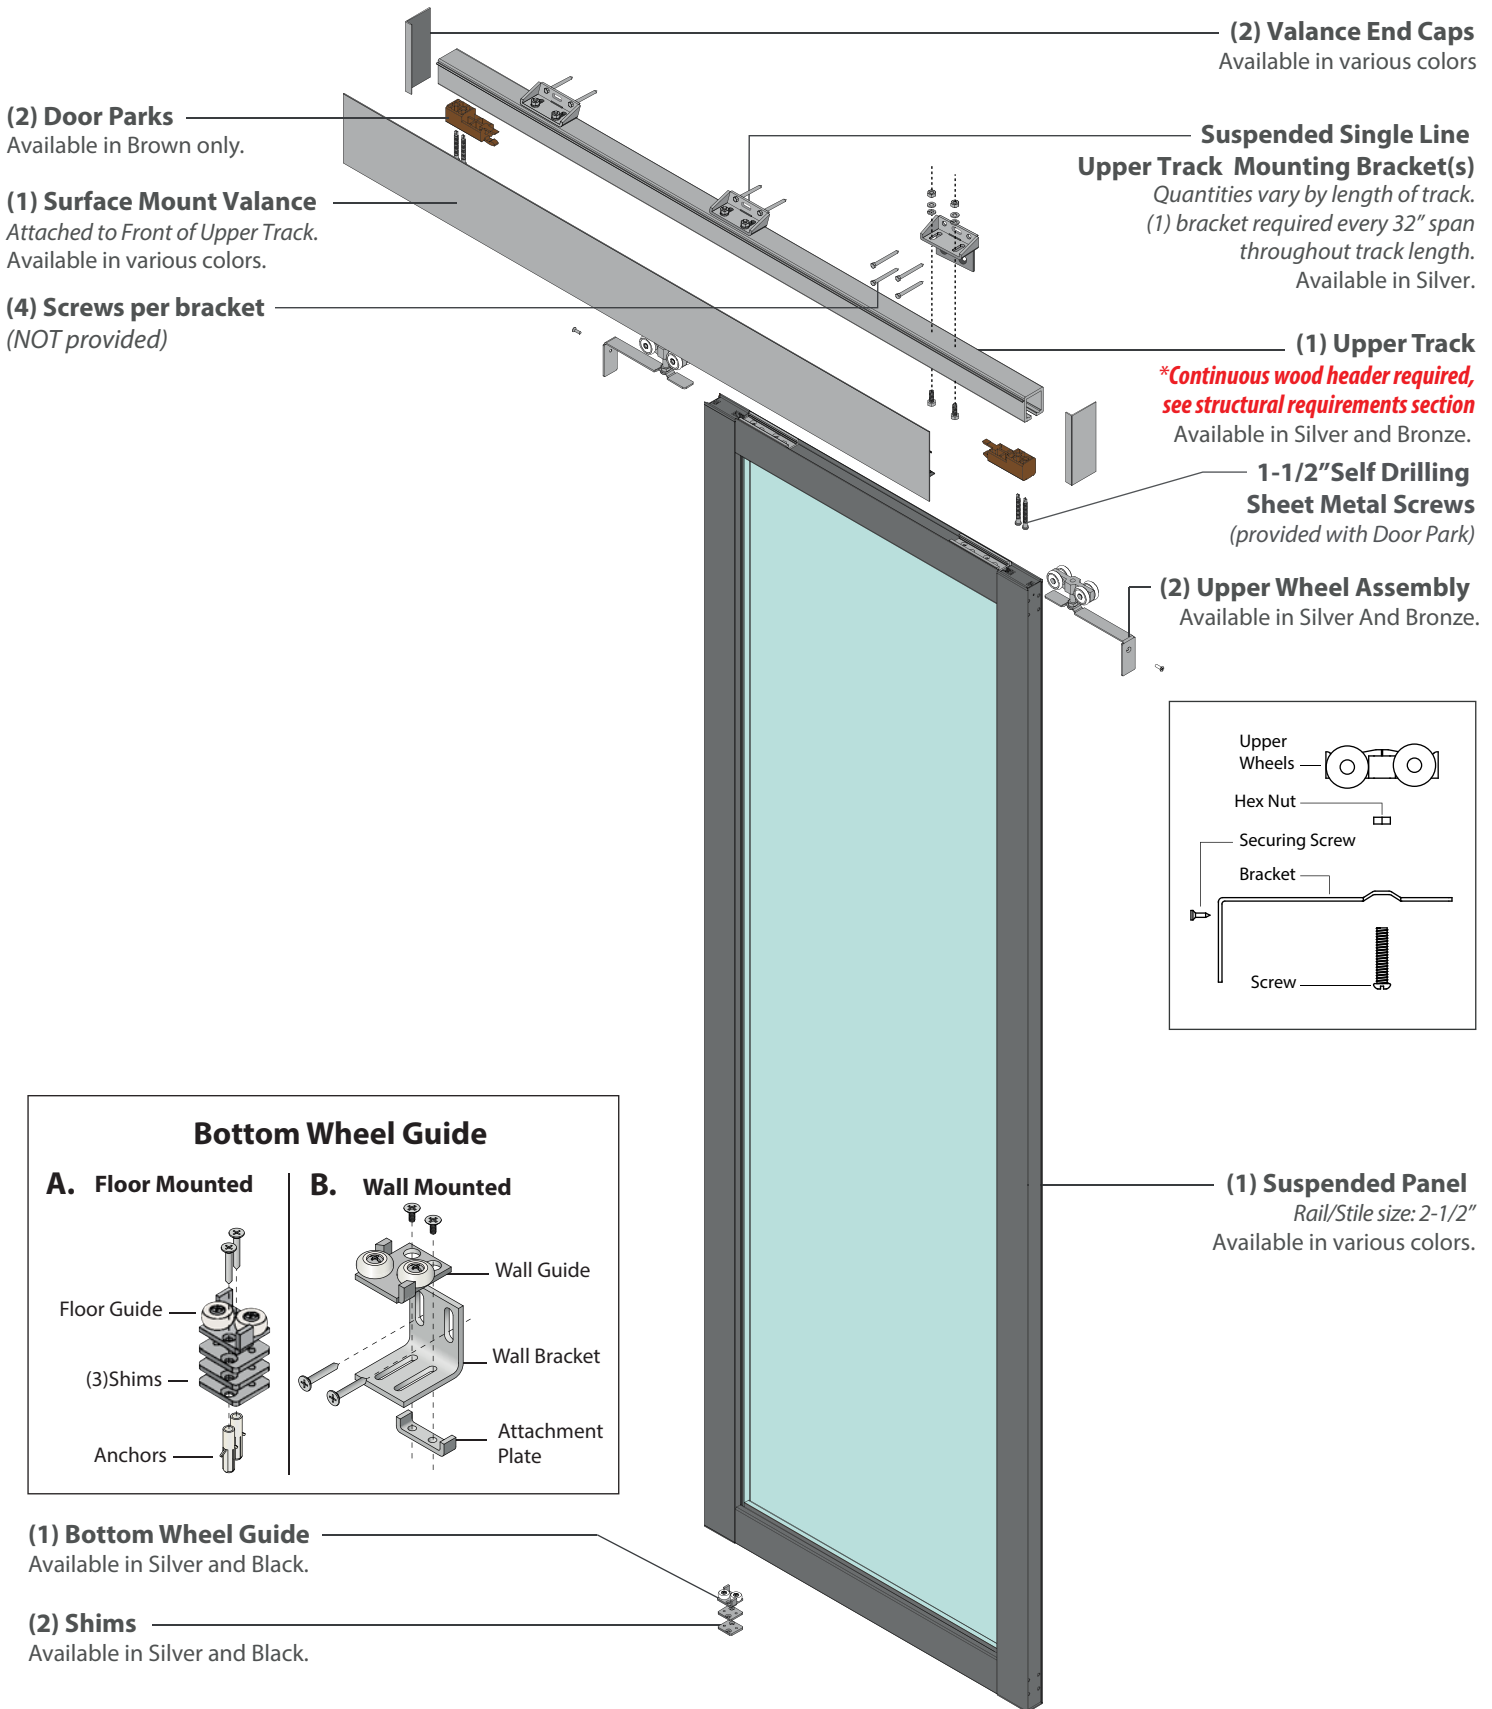 (2) Valance End Caps
Available in various colors
(2) Door Parks
Available in Brown only.
Suspended Single Line
Upper Track Mounting Bracket(s)
Quantities vary by length of track.
(1) bracket required every 32” span
throughout track length.
Available in Silver.
(1) Surface Mount Valance
Attached to Front of Upper Track.
Available in various colors.
(4) Screws per bracket
(NOT provided)
(1) Upper Track
*Continuous wood header required,
see structural requirements section
Available in Silver and Bronze.
1-1/2”Self Drilling
Sheet Metal Screws
(provided with Door Park)
(2) Upper Wheel Assembly
Available in Silver And Bronze.
Upper
Wheels
Hex Nut
Securing Screw
Bracket
Screw
Bottom Wheel Guide
A. Floor Mounted
Floor Guide
(3)Shims
Anchors
B. Wall Mounted
Wall Guide
Wall Bracket
Attachment
Plate
(1) Suspended Panel
Rail/Stile size: 2-1/2”
Available in various colors.
(1) Bottom Wheel Guide
Available in Silver and Black.
(2) Shims
Available in Silver and Black.